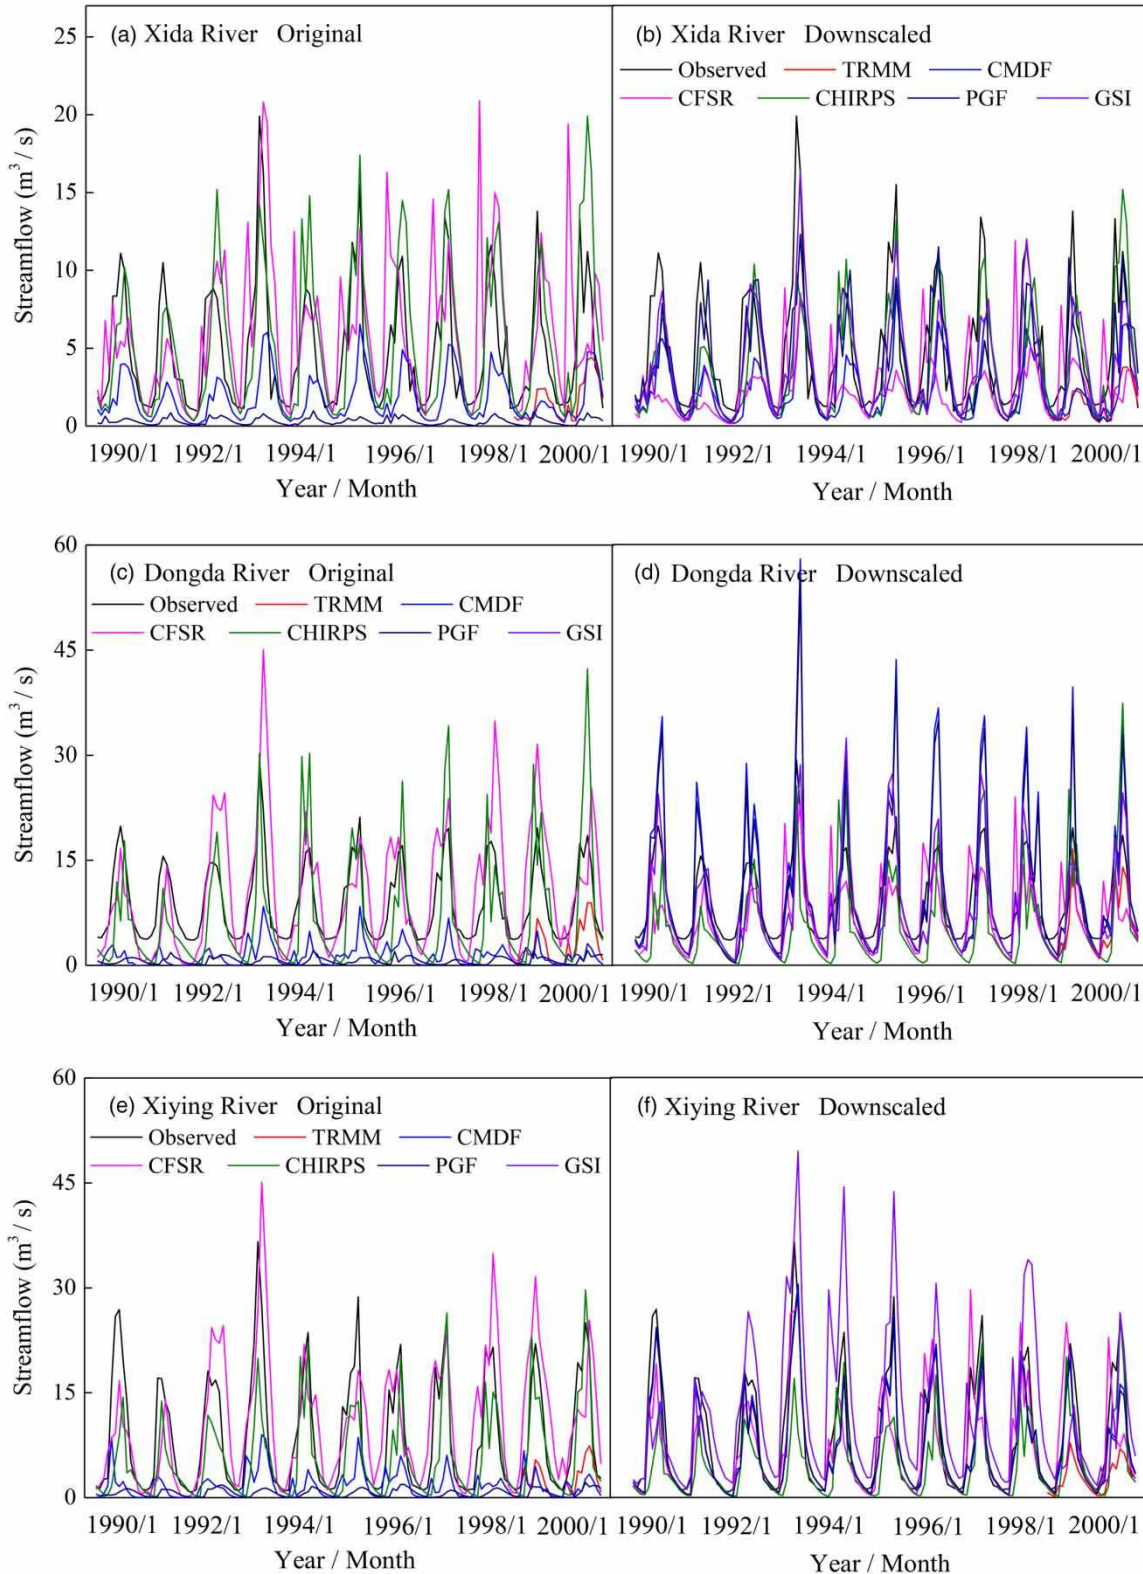 (a) Xida River Original
(b) Xida River Downscaled
Observed TRMM CMDF
CFSR CHIRPS PGF GSI
25
20
15
10
5
0
Streamflow (m³ / s)
1990/1 1992/1 1994/1 1996/1 1998/1 2000/1
1990/1 1992/1 1994/1 1996/1 1998/1 2000/1
Year / Month
Year / Month
60
45
30
15
0
Streamflow (m³ / s)
(c) Dongda River Original
Observed TRMM CMDF
CFSR CHIRPS PGF GSI
(d) Dongda River Downscaled
1990/1 1992/1 1994/1 1996/1 1998/1 2000/1
1990/1 1992/1 1994/1 1996/1 1998/1 2000/1
Year / Month
Year / Month
60
45
30
15
0
Streamflow (m³ / s)
(e) Xiying River Original
Observed TRMM CMDF
CFSR CHIRPS PGF GSI
(f) Xiying River Downscaled
1990/1 1992/1 1994/1 1996/1 1998/1 2000/1
1990/1 1992/1 1994/1 1996/1 1998/1 2000/1
Year / Month
Year / Month